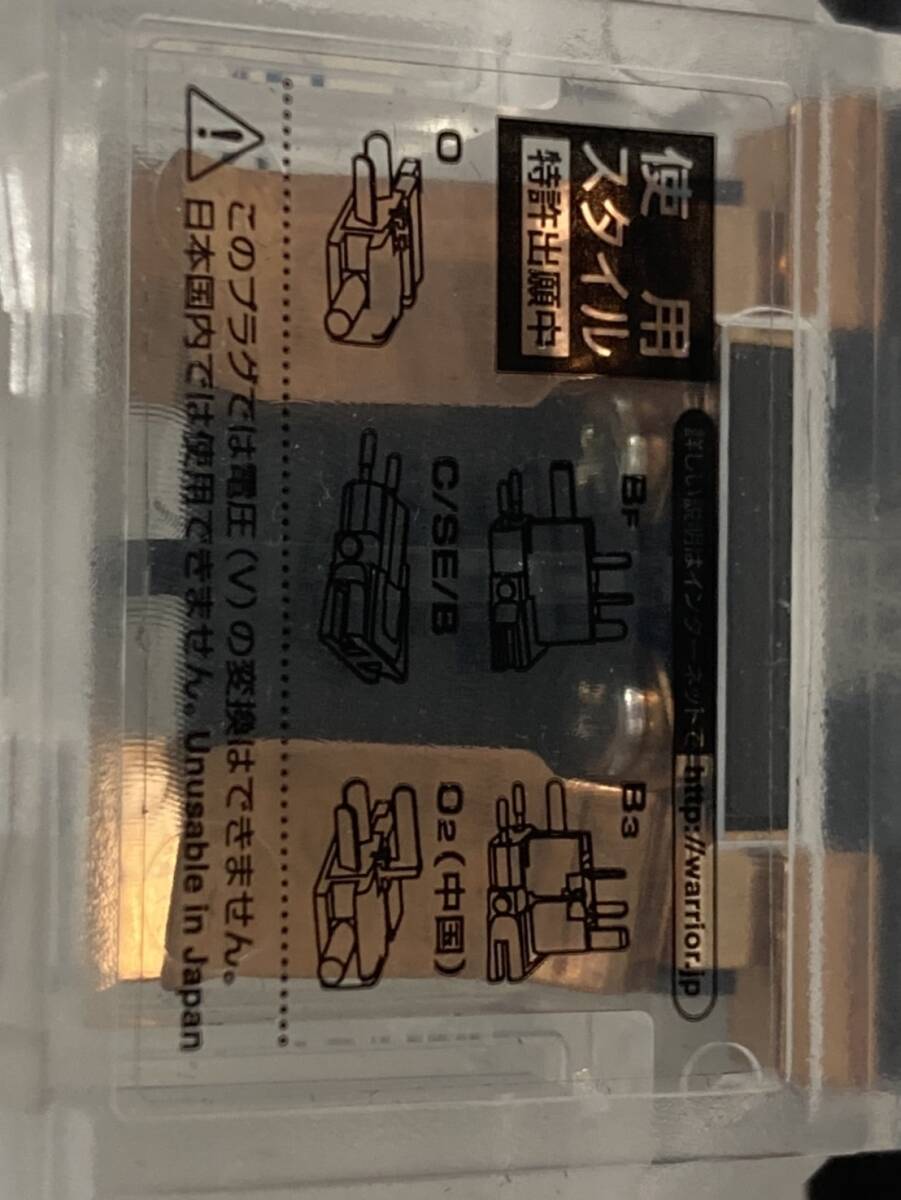 使用
スタイル
特許出願中
詳しい説明はインターネットで http://warrior.jp
BF
B3
O
C/SE/B
O2(中国)
このプラグでは電圧(V)の変換はできません。
日本国内では使用できません。Unusable in Japan